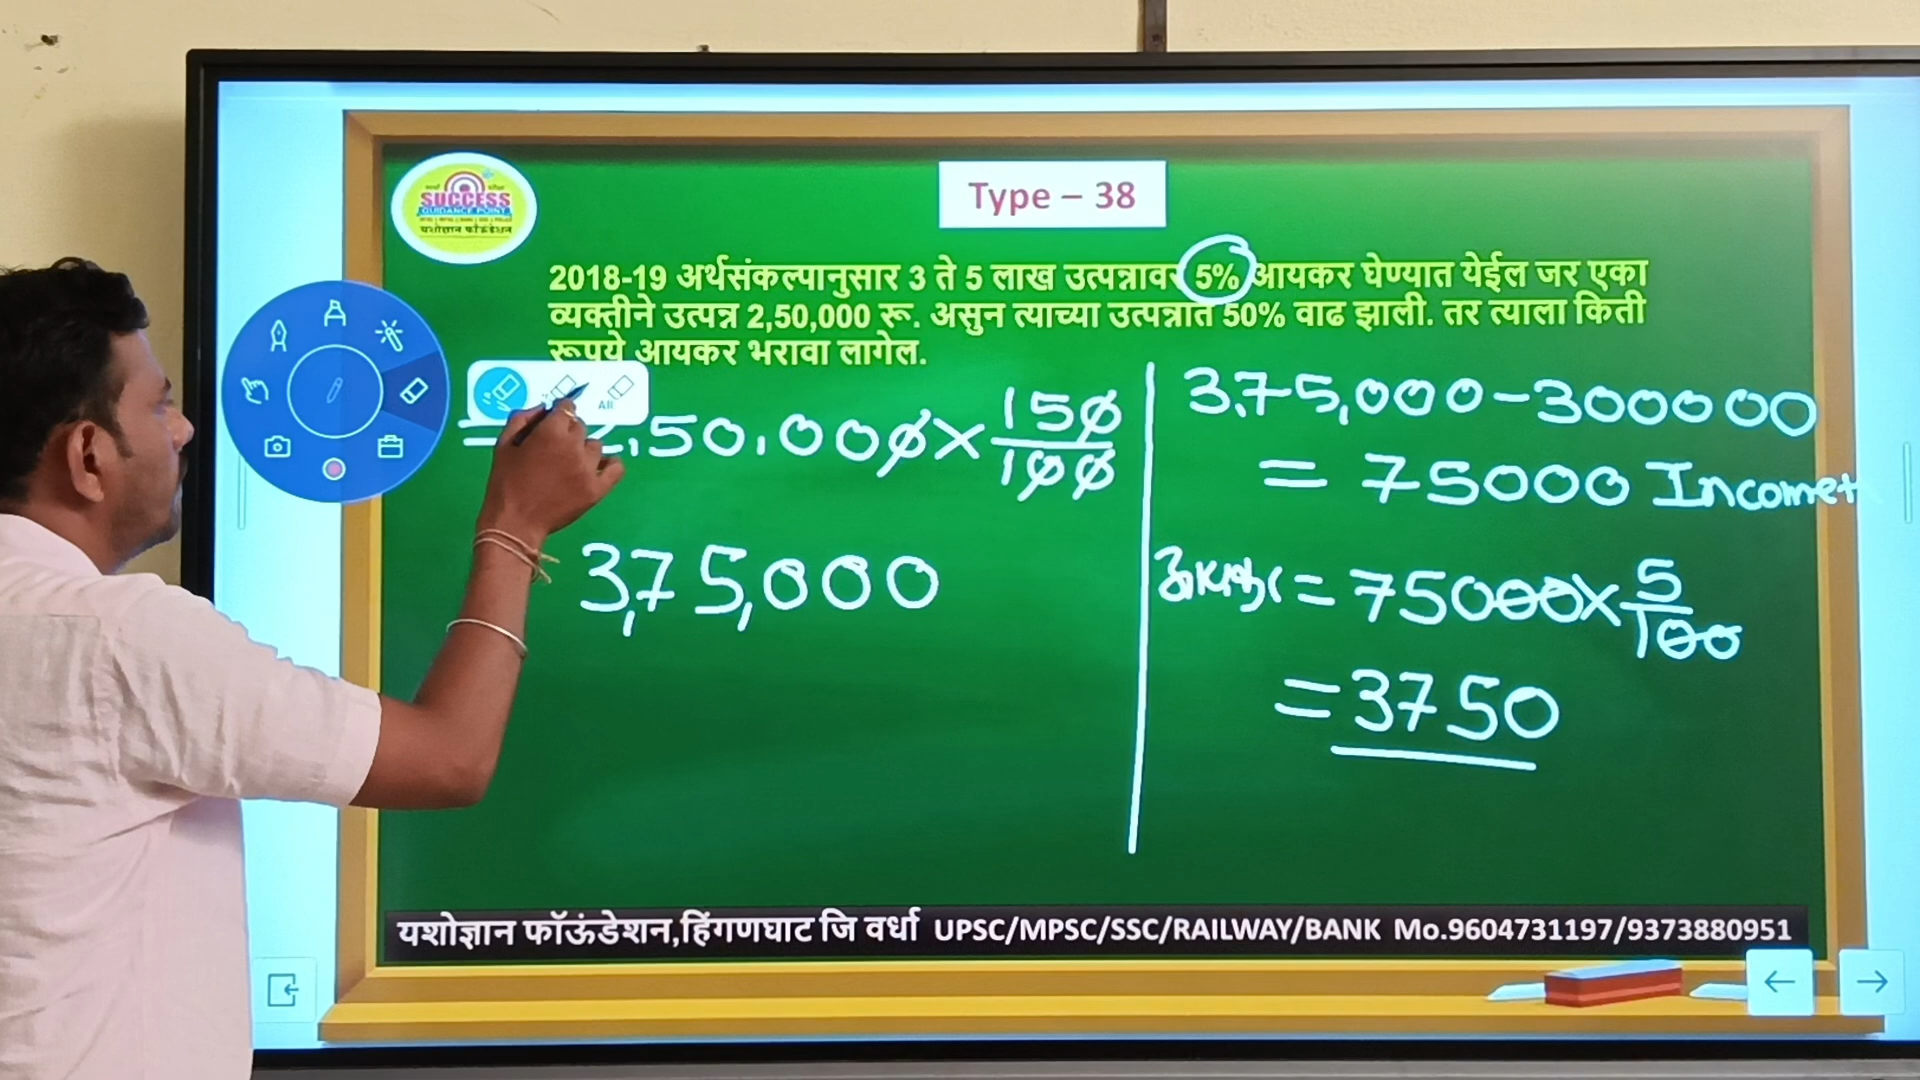 SUCCESS
GUIDANCE POINT
यशोज्ञान फाऊंडेशन
Type – 38
2018-19 अर्थसंकल्पानुसार 3 ते 5 लाख उत्पन्नावर 5% आयकर घेण्यात येईल जर एका
व्यक्तीने उत्पन्न 2,50,000 रू. असुन त्याच्या उत्पन्नात 50% वाढ झाली. तर त्याला किती
रूपये आयकर भरावा लागेल.
All
= 2,50,000 × 150/100
3,75,000
3,75,000 – 300000
= 75000 Incomet
आयकर = 75000 × 5/100
= 3750
यशोज्ञान फॉऊंडेशन,हिंगणघाट जि वर्धा UPSC/MPSC/SSC/RAILWAY/BANK Mo.9604731197/9373880951